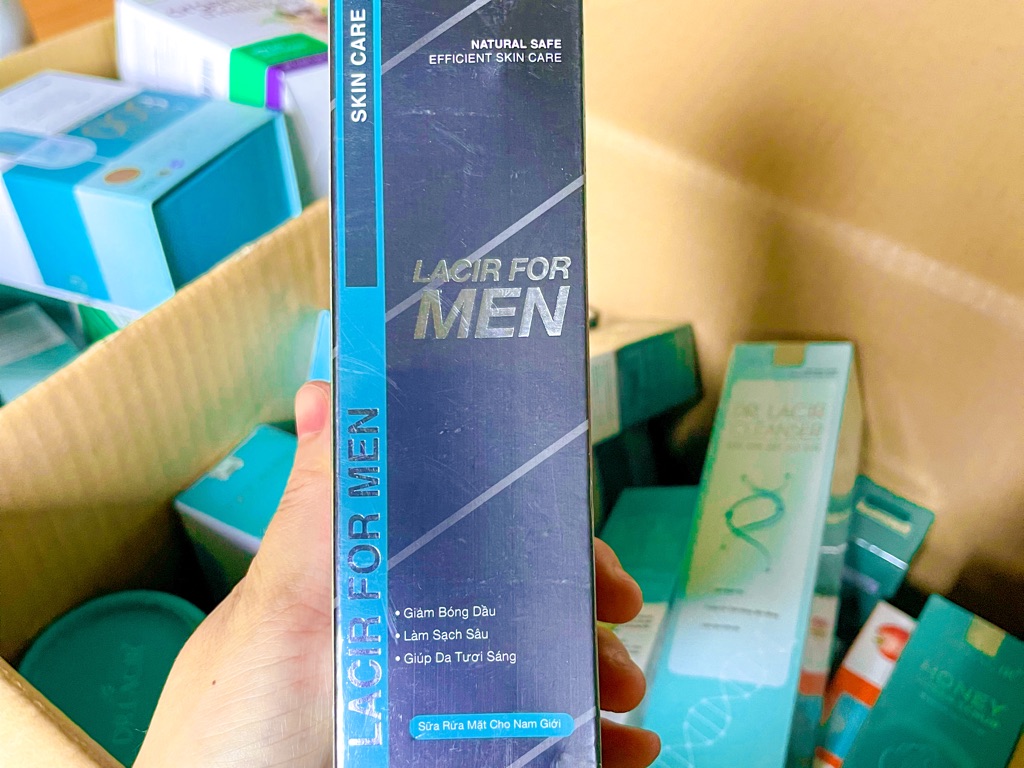 SKIN CARE
NATURAL SAFE
EFFICIENT SKIN CARE
LACIR FOR
MEN
LACIR FOR MEN
• Giảm Bóng Dầu
• Làm Sạch Sâu
• Giúp Da Tươi Sáng
Sữa Rửa Mặt Cho Nam Giới
DR. LACIR
CLEANSER
HONEY